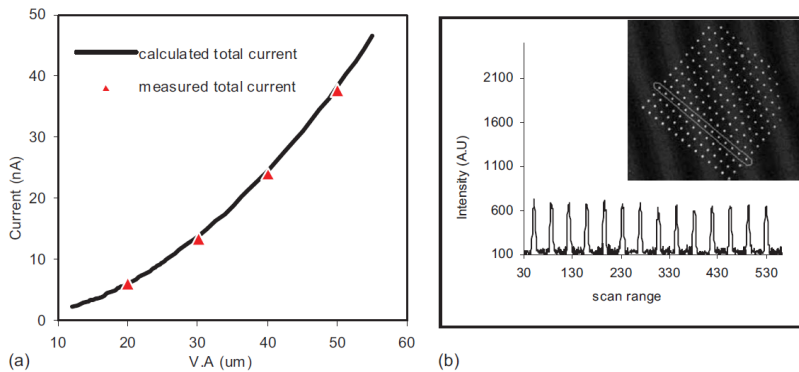 50
40
30
20
10
0
Current (nA)
calculated total current
measured total current
10 20 30 40 50 60
V.A (um)
(a)
2100
1600
1100
600
100
Intensity (A.U)
30 130 230 330 430 530
scan range
(b)